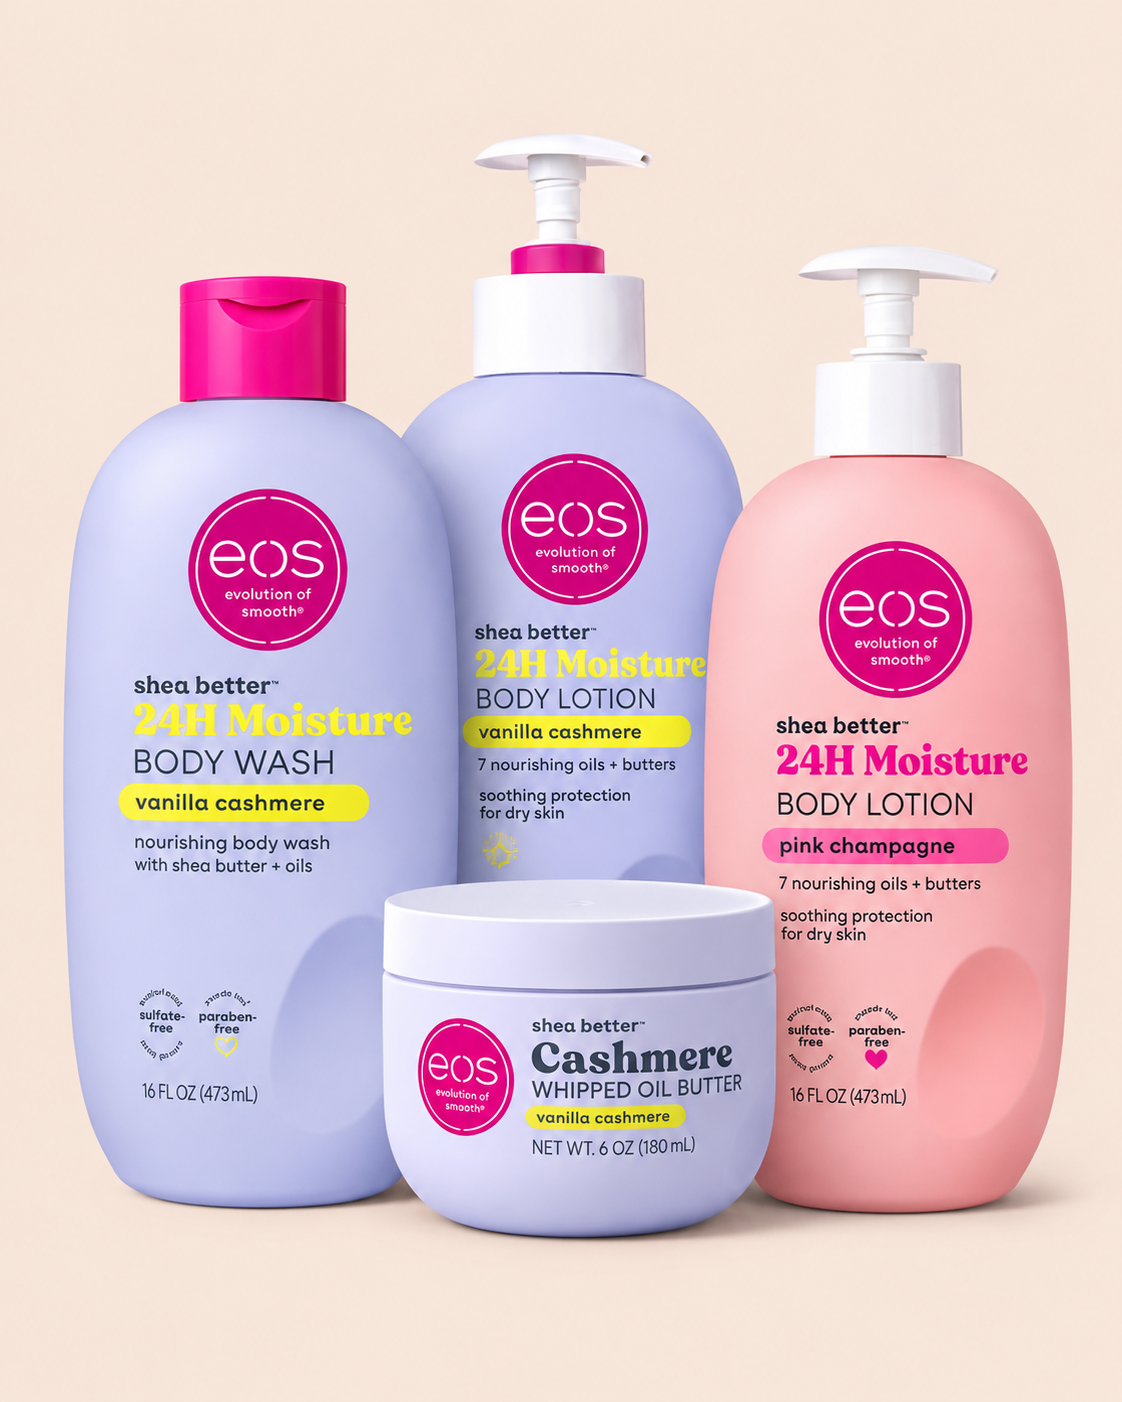 eos
evolution of
smooth®
shea better™
24H Moisture
BODY WASH
vanilla cashmere
nourishing body wash
with shea butter + oils
sulfate-
free
paraben-
free
16 FL OZ (473mL)
eos
evolution of
smooth®
shea better™
24H Moisture
BODY LOTION
vanilla cashmere
7 nourishing oils + butters
soothing protection
for dry skin
eos
evolution of
smooth®
shea better™
24H Moisture
BODY LOTION
pink champagne
7 nourishing oils + butters
soothing protection
for dry skin
sulfate-
free
paraben-
free
16 FL OZ (473mL)
eos
evolution of
smooth®
shea better™
Cashmere
WHIPPED OIL BUTTER
vanilla cashmere
NET WT. 6 OZ (180 mL)